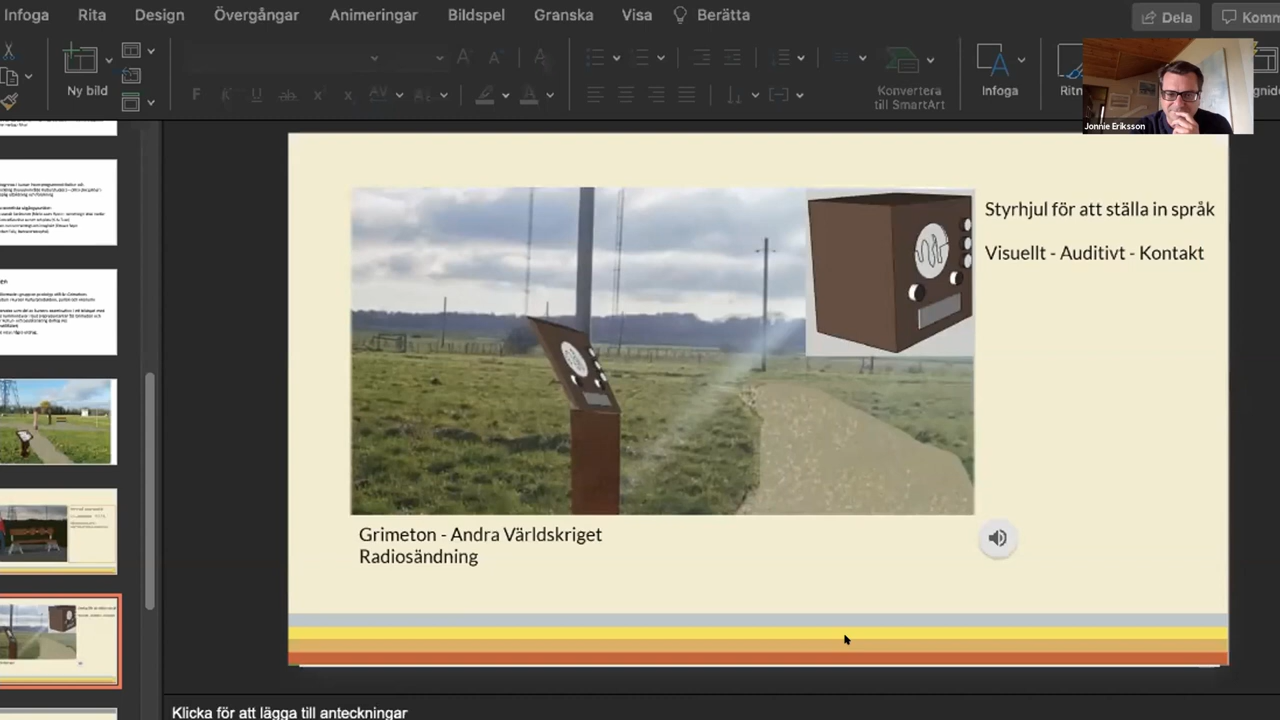 Infoga Rita Design Övergångar Animeringar Bildspel Granska Visa Berätta Dela
Ny bild
Konvertera
till SmartArt
Infoga
Jonnie Eriksson
Styrhjul för att ställa in språk
Visuellt - Auditivt - Kontakt
Grimeton - Andra Världskriget
Radiosändning
Klicka för att lägga till anteckningar